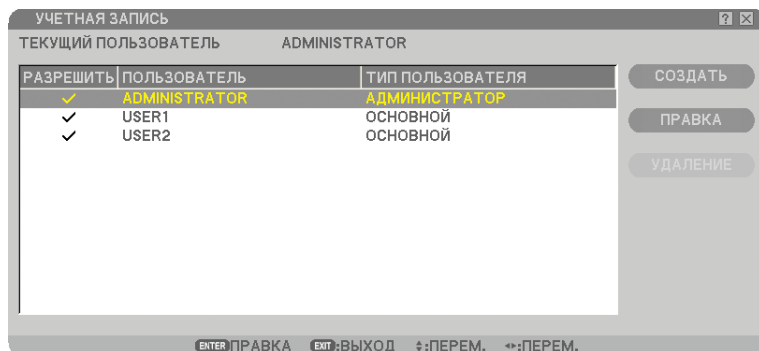 УЧЕТНАЯ ЗАПИСЬ
ТЕКУЩИЙ ПОЛЬЗОВАТЕЛЬ ADMINISTRATOR
РАЗРЕШИТЬ ПОЛЬЗОВАТЕЛЬ ТИП ПОЛЬЗОВАТЕЛЯ
ADMINISTRATOR АДМИНИСТРАТОР
USER1 ОСНОВНОЙ
USER2 ОСНОВНОЙ
СОЗДАТЬ
ПРАВКА
УДАЛЕНИЕ
ENTER ПРАВКА EXIT:ВЫХОД :ПЕРЕМ. :ПЕРЕМ.